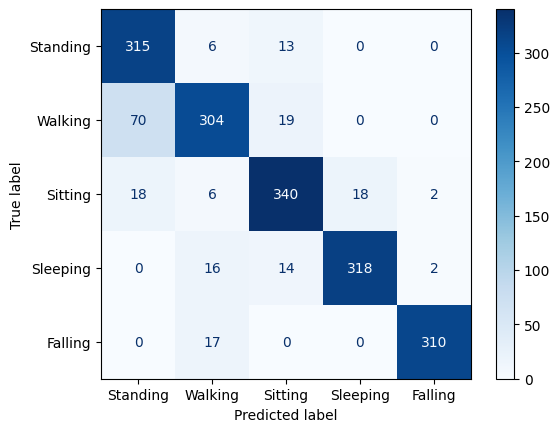 True label
Standing 315 6 13 0 0
Walking 70 304 19 0 0
Sitting 18 6 340 18 2
Sleeping 0 16 14 318 2
Falling 0 17 0 0 310
Standing Walking Sitting Sleeping Falling
Predicted label
300
250
200
150
100
50
0